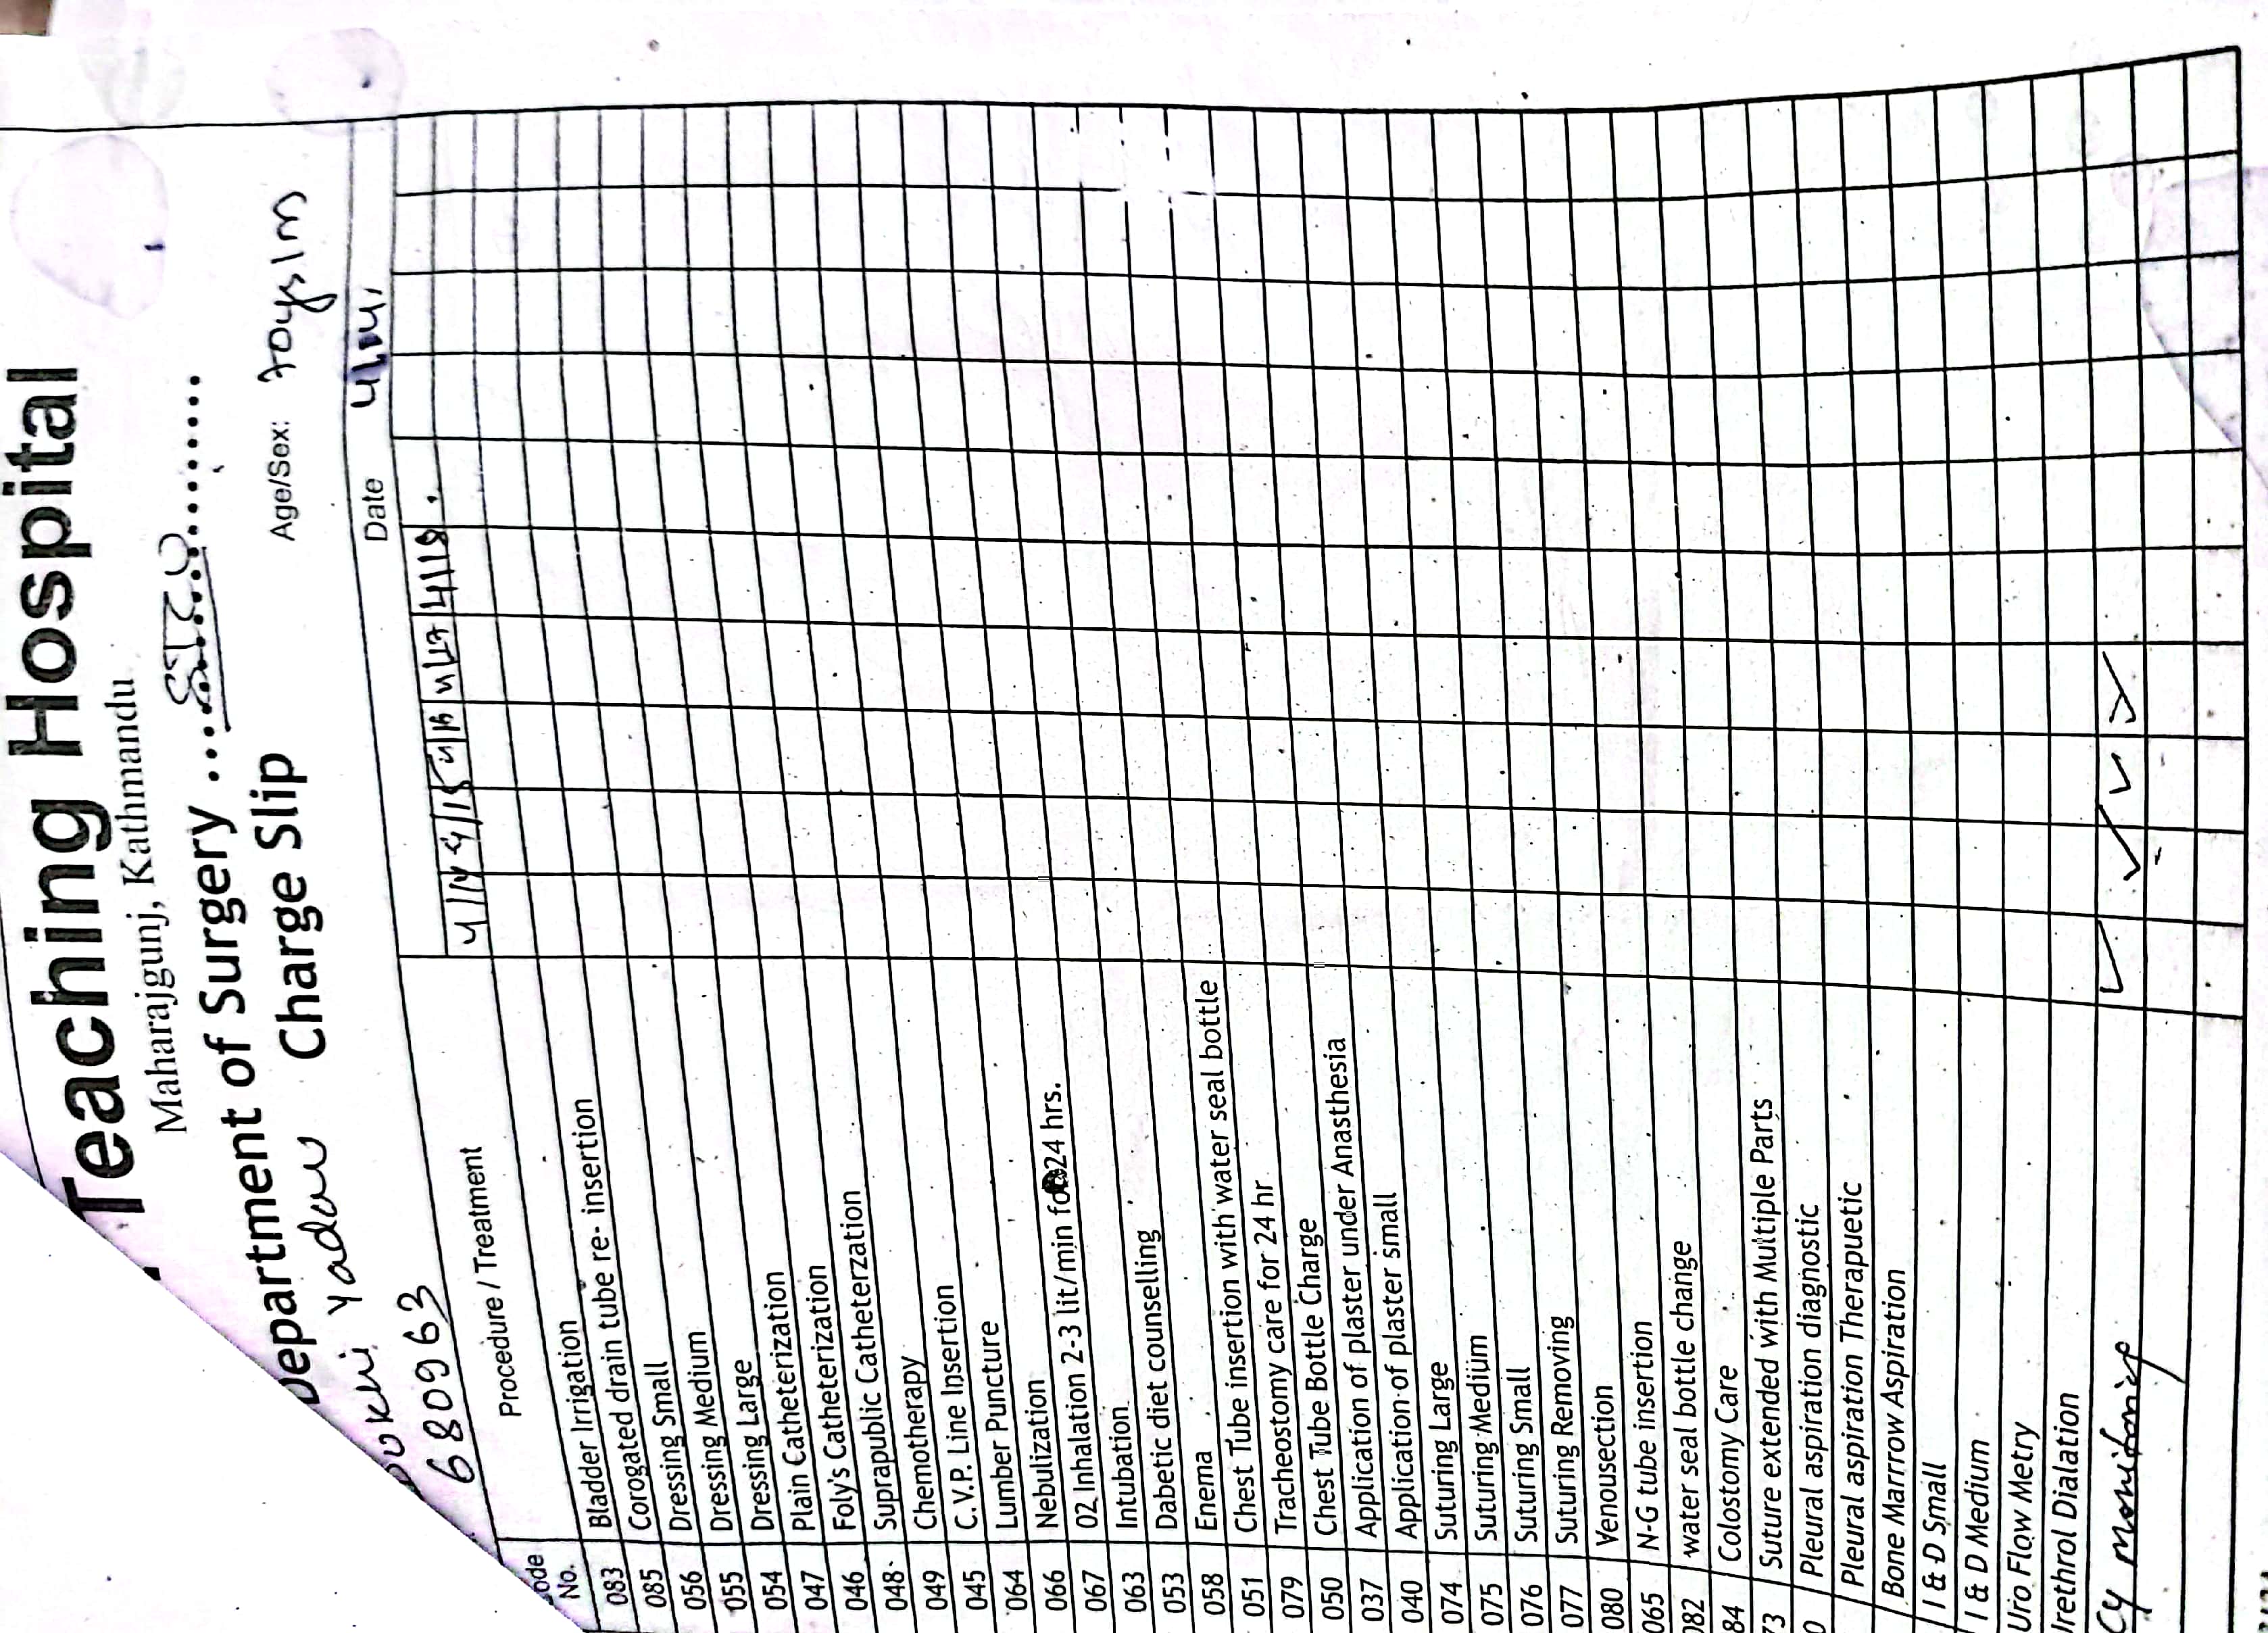 Teaching Hospital
Maharajgunj, Kathmandu
Department of Surgery ............
Charge Slip
Yadav
Age/Sex: 70ys/M
680963
Date
ode No. Procedure / Treatment 4/14 4/15 4/16 4/17 4/18
083 Bladder Irrigation
085 Corogated drain tube re- insertion
056 Dressing Small
055 Dressing Medium
054 Dressing Large
047 Plain Catheterization
046 Foly's Catheterization
048 Suprapublic Catheterzation
049 Chemotherapy
045 C.V.P. Line Insertion
064 Lumber Puncture
066 Nebulization
067 02 Inhalation 2-3 lit/min for 24 hrs.
063 Intubation
053 Dabetic diet counselling
058 Enema
051 Chest Tube insertion with water seal bottle
079 Tracheostomy care for 24 hr
050 Chest Tube Bottle Charge
037 Application of plaster under Anasthesia
040 Application of plaster small
074 Suturing Large
075 Suturing Medium
076 Suturing Small
077 Suturing Removing
080 Venousection
065 N-G tube insertion
082 water seal bottle change
84 Colostomy Care
73 Suture extended with Multiple Parts
0 Pleural aspiration diagnostic
Pleural aspiration Therapuetic
Bone Marrrow Aspiration
I & D Small
I & D Medium
Uro Flow Metry
Urethrol Dialation
monitoring ✓ ✓ ✓ ✓